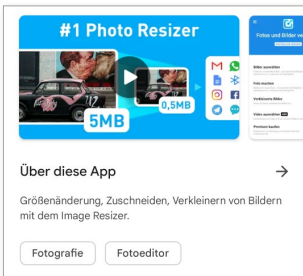 #1 Photo Resizer
5MB
0,5MB
Fotos und Bilder ve
Bilder auswählen
Foto machen
Verkleinerte Bilder
Video auswählen
Premium kaufen
Über diese App
Größenänderung, Zuschneiden, Verkleinern von Bildern
mit dem Image Resizer.
Fotografie
Fotoeditor